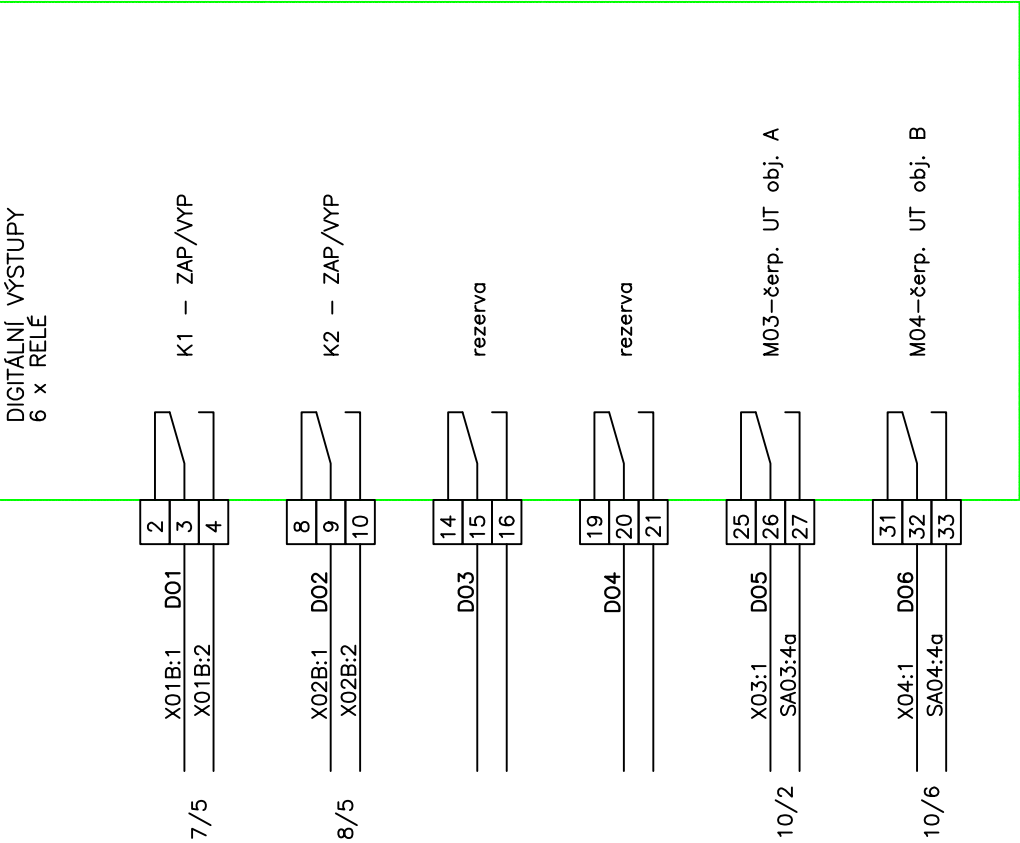 DIGITÁLNÍ VÝSTUPY
6 x RELÉ
K1 - ZAP/VYP
2
3
4
DO1
X01B:1
X01B:2
7/5
K2 - ZAP/VYP
8
9
10
DO2
X02B:1
X02B:2
8/5
rezerva
14
15
16
DO3
rezerva
19
20
21
DO4
M03-čerp. UT obj. A
25
26
27
DO5
X03:1
SA03:4a
10/2
M04-čerp. UT obj. B
31
32
33
DO6
X04:1
SA04:4a
10/6